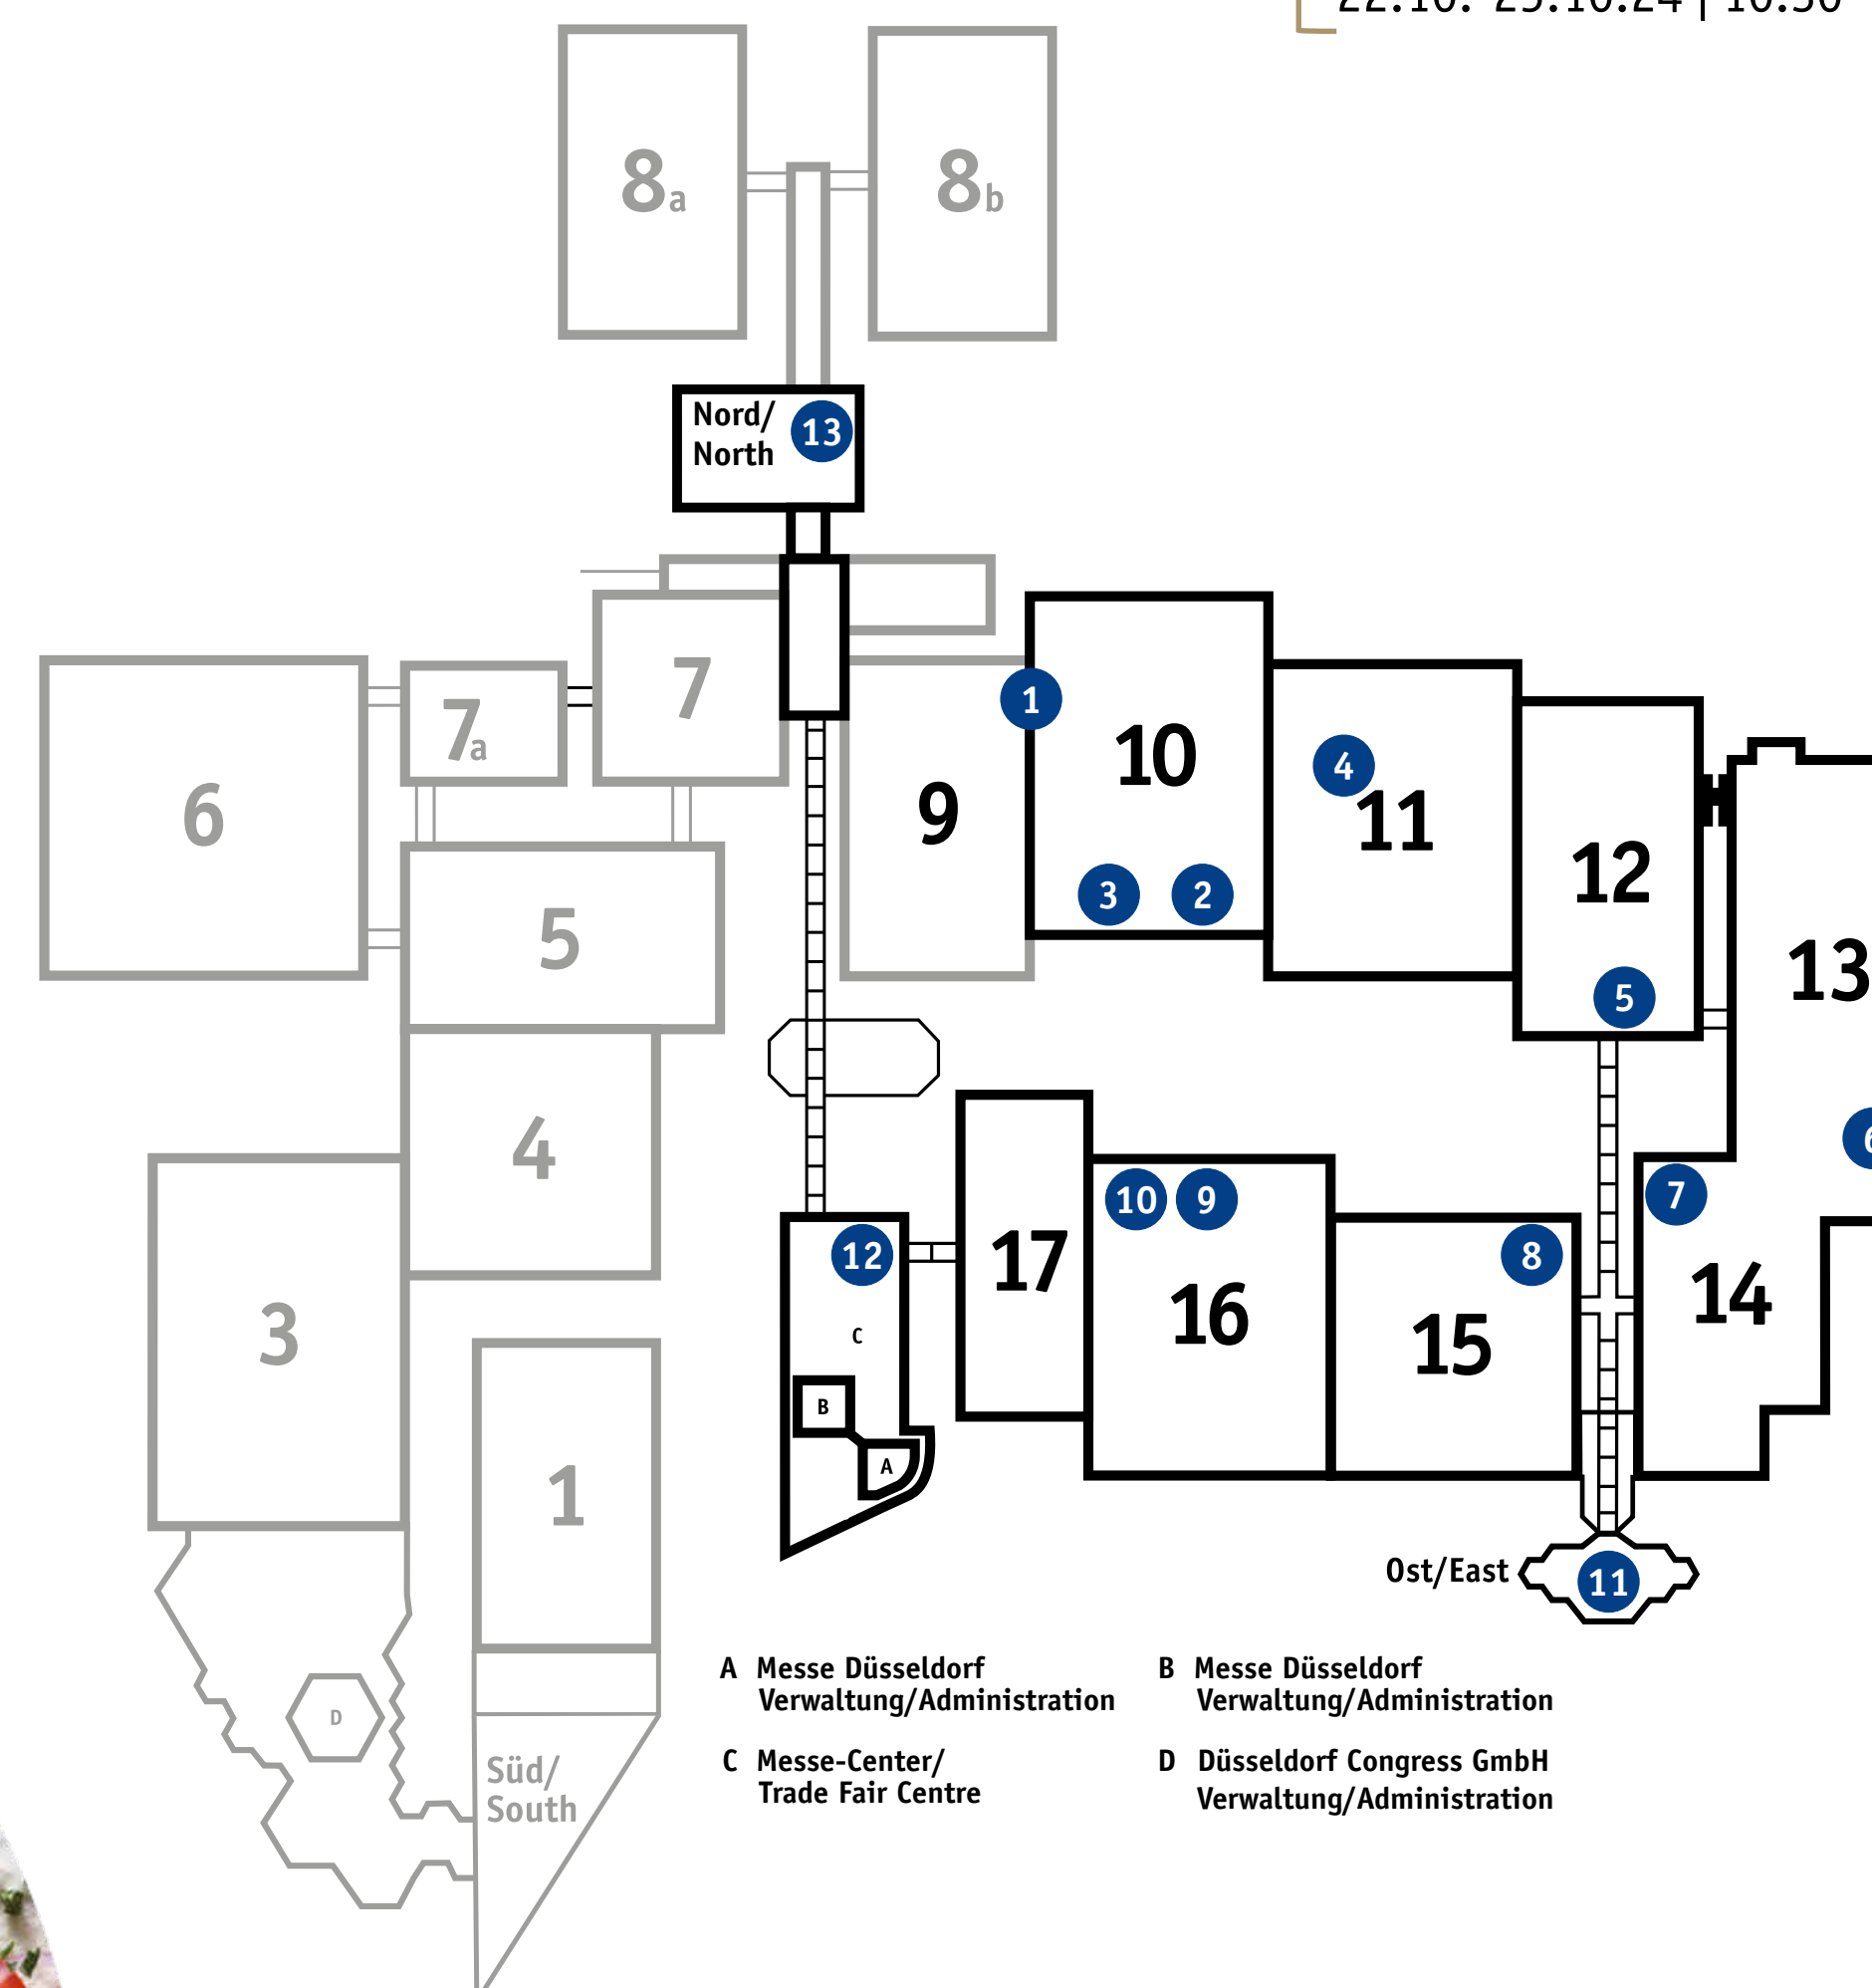 8a
8b
Nord/
North
13
7
7a
6
5
9
1
10
3
2
4
11
12
5
13
4
3
1
12
C
B
A
17
10
9
16
8
15
7
14
Ost/East
11
D
Süd/
South
A Messe Düsseldorf
Verwaltung/Administration
B Messe Düsseldorf
Verwaltung/Administration
C Messe-Center/
Trade Fair Centre
D Düsseldorf Congress GmbH
Verwaltung/Administration